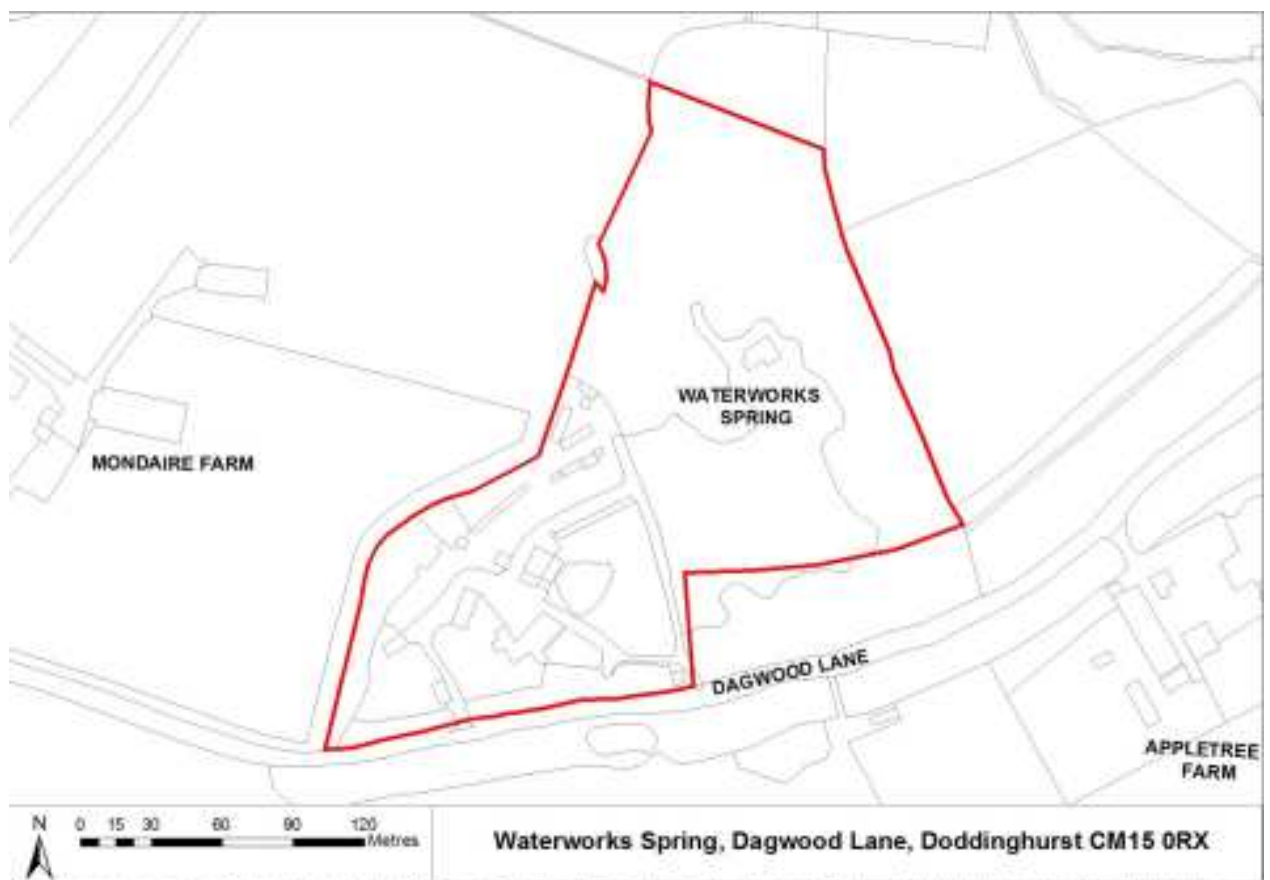 WATERWORKS
SPRING
MONDAIRE FARM
DAGWOOD LANE
APPLETREE
FARM
N
0 15 30 60 90 120
Metres
Waterworks Spring, Dagwood Lane, Doddinghurst CM15 0RX